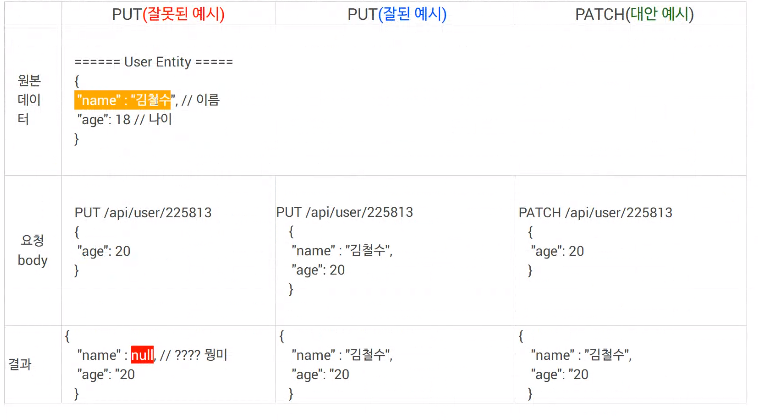 PUT(잘못된 예시)
PUT(잘된 예시)
PATCH(대안 예시)
원본
데이
터
====== User Entity =====
{
"name" : "김철수", // 이름
"age": 18 // 나이
}
요청
body
PUT /api/user/225813
{
"age": 20
}
PUT /api/user/225813
{
"name" : "김철수",
"age": 20
}
PATCH /api/user/225813
{
"age": 20
}
결과
{
"name" : null, // ???? 뭥미
"age": "20
}
{
"name" : "김철수",
"age": "20
}
{
"name" : "김철수",
"age": "20
}